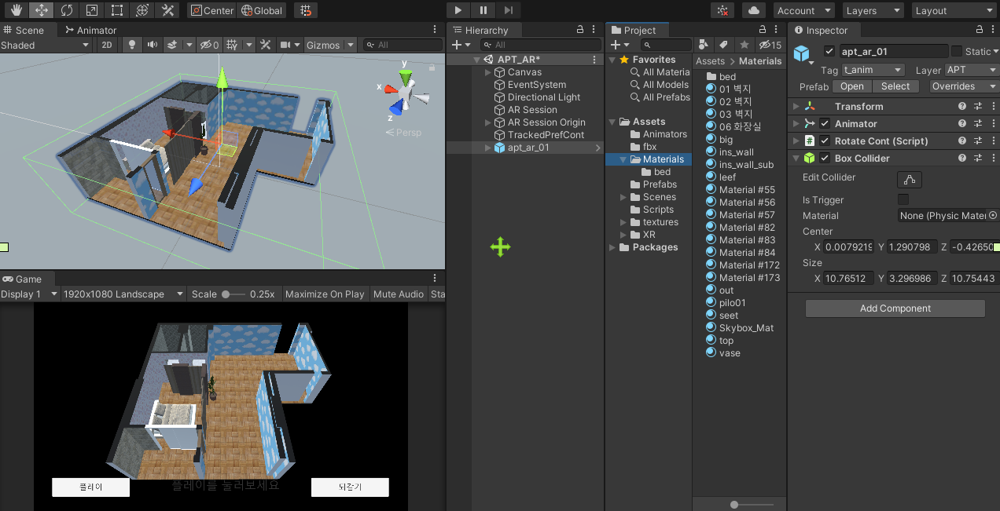 Center Global Account Layers Layout
Scene Animator
Shaded 2D 0 Gizmos All
y
x
z
Persp
Game
Display 1 1920x1080 Landscape Scale 0.25x Maximize On Play Mute Audio Sta
플레이를 눌러보세요
플레이
되감기
Hierarchy
All
APT_AR*
Canvas
EventSystem
Directional Light
AR Session
AR Session Origin
TrackedPrefCont
apt_ar_01
Project
15
Favorites
All Materia
All Models
All Prefabs
Assets
Animators
fbx
Materials
bed
Prefabs
Scenes
Scripts
textures
XR
Packages
Assets > Materials
bed
01 벽지
02 벽지
03 벽지
06 화장실
big
ins_wall
ins_wall_sub
leef
Material #55
Material #56
Material #57
Material #82
Material #83
Material #84
Material #172
Material #173
out
pilo01
seet
Skybox_Mat
top
vase
Inspector
apt_ar_01 Static
Tag t_anim Layer APT
Prefab Open Select Overrides
Transform
Animator
# Rotate Cont (Script)
Box Collider
Edit Collider
Is Trigger
Material None (Physic Mater
Center
X 0.0079219 Y 1.290798 Z -0.42650
Size
X 10.76512 Y 3.296986 Z 10.75443
Add Component